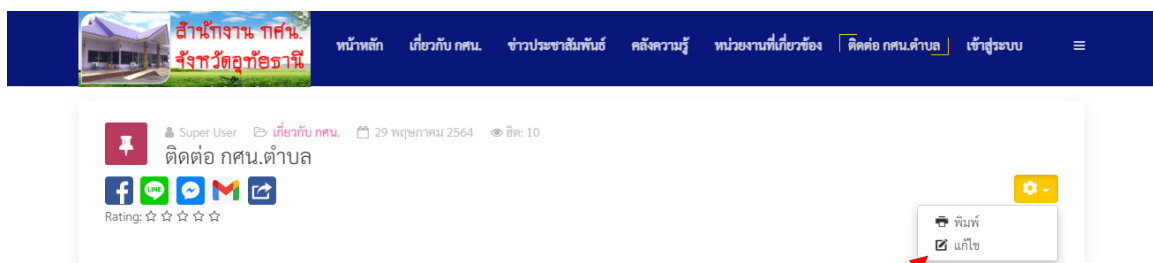 สำนักงาน กศน.
จังหวัดอุทัยธานี
หน้าหลัก เกี่ยวกับ กศน. ข่าวประชาสัมพันธ์ คลังความรู้ หน่วยงานที่เกี่ยวข้อง ติดต่อ กศน.ตำบล เข้าสู่ระบบ
Super User เกี่ยวกับ กศน. 29 พฤษภาคม 2564 ฮิต: 10
ติดต่อ กศน.ตำบล
LINE
Rating:
พิมพ์
แก้ไข